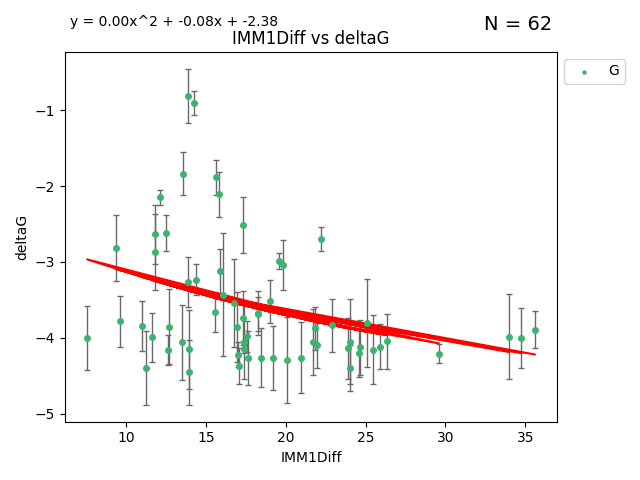 y = 0.00x^2 + -0.08x + -2.38
N = 62
IMM1Diff vs deltaG
G
deltaG
−1
−2
−3
−4
−5
10 15 20 25 30 35
IMM1Diff